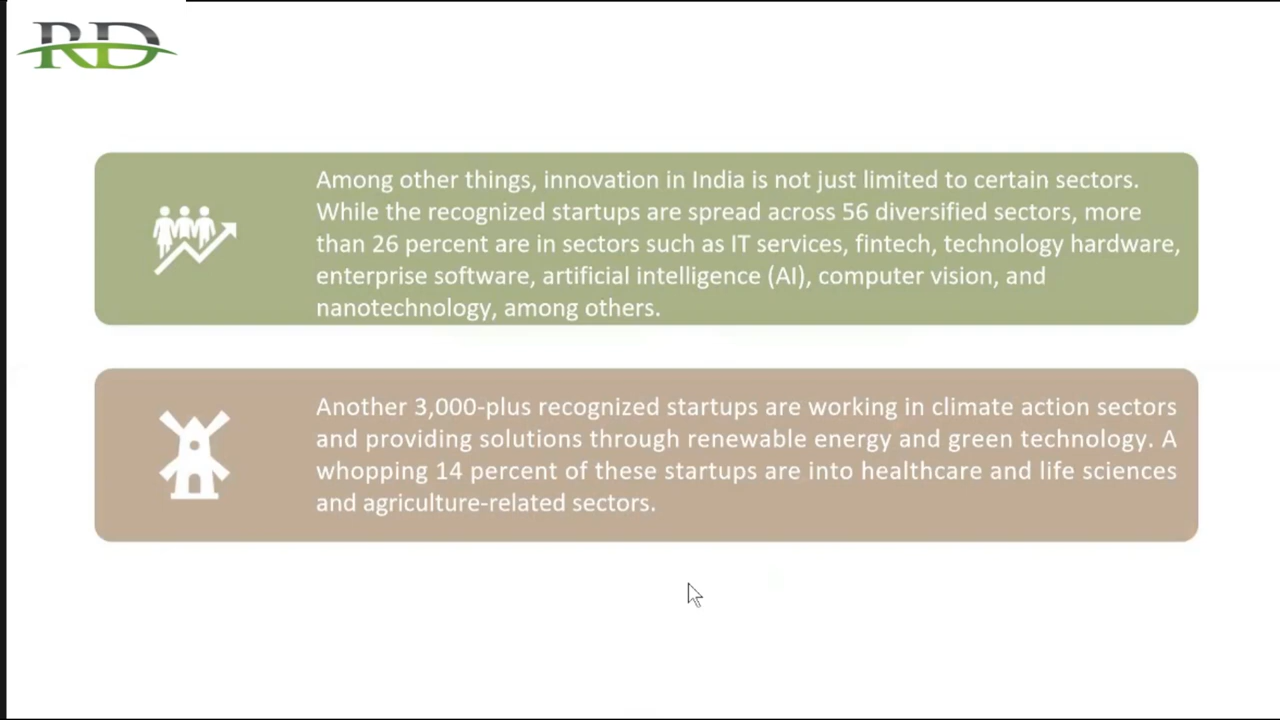 RD
Among other things, innovation in India is not just limited to certain sectors.
While the recognized startups are spread across 56 diversified sectors, more
than 26 percent are in sectors such as IT services, fintech, technology hardware,
enterprise software, artificial intelligence (AI), computer vision, and
nanotechnology, among others.
Another 3,000-plus recognized startups are working in climate action sectors
and providing solutions through renewable energy and green technology. A
whopping 14 percent of these startups are into healthcare and life sciences
and agriculture-related sectors.